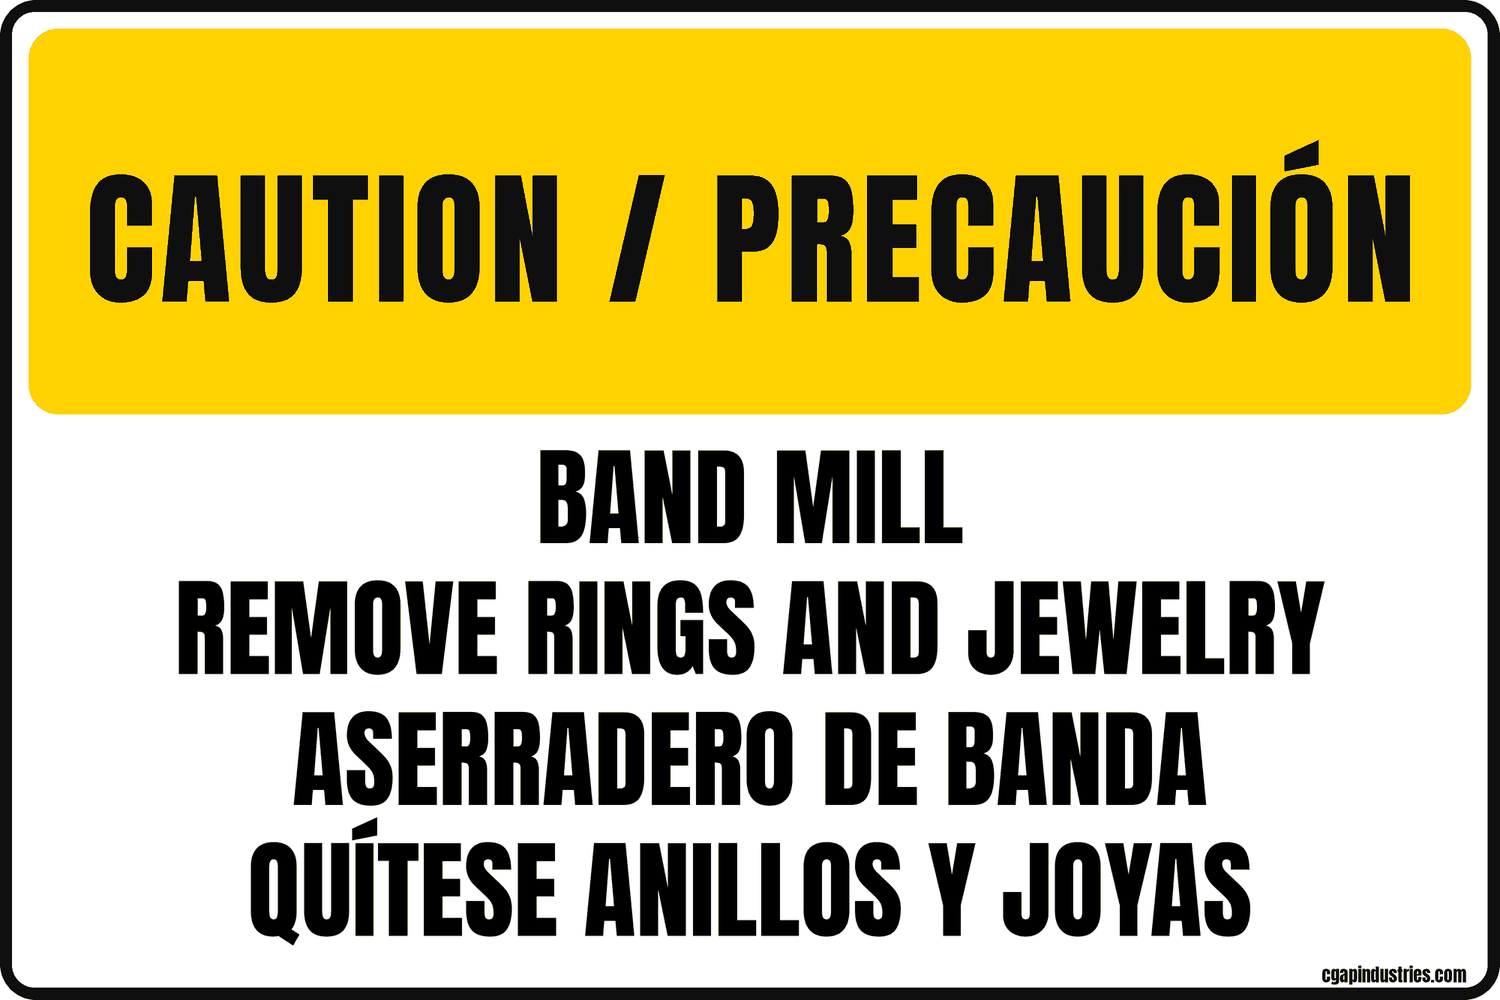 CAUTION / PRECAUCIÓN
BAND MILL
REMOVE RINGS AND JEWELRY
ASERRADERO DE BANDA
QUÍTESE ANILLOS Y JOYAS
cgapindustries.com